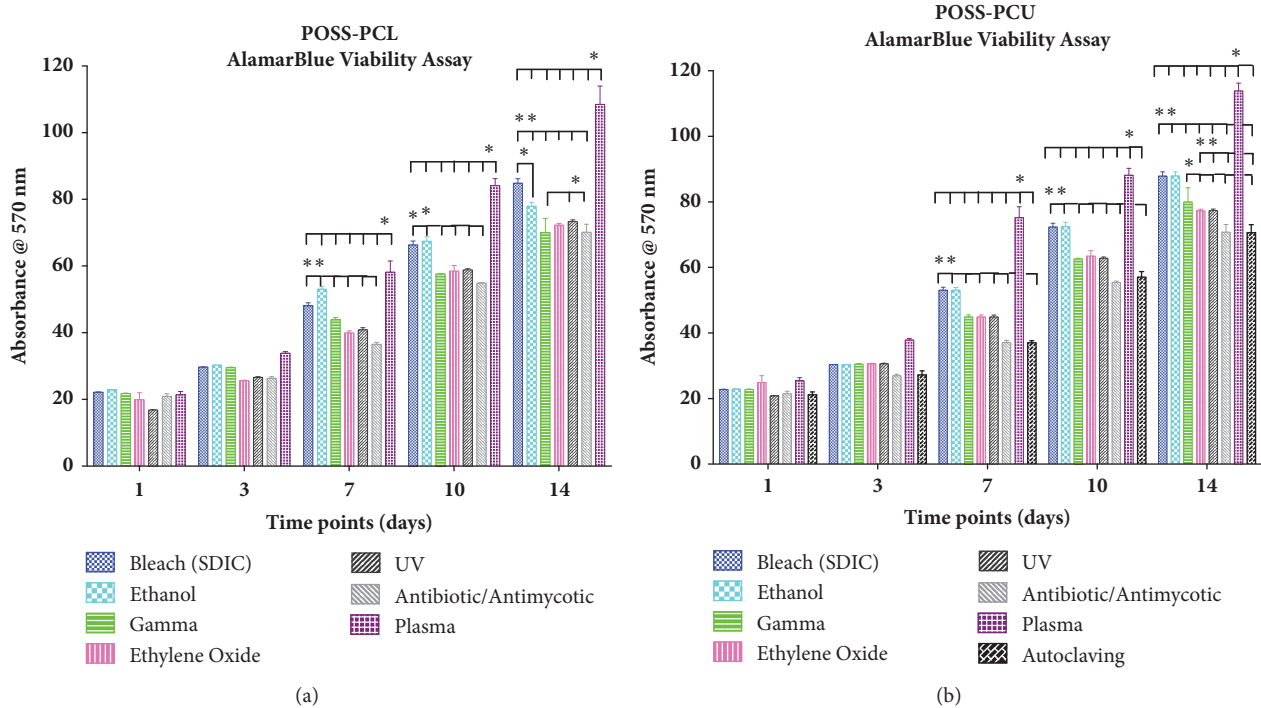 POSS-PCL
AlamarBlue Viability Assay
Absorbance @ 570 nm
120
100
80
60
40
20
0
* *
*
* *
*
* *
*
*
*
1 3 7 10 14
Time points (days)
Bleach (SDIC)
Ethanol
Gamma
Ethylene Oxide
UV
Antibiotic/Antimycotic
Plasma
(a)
POSS-PCU
AlamarBlue Viability Assay
Absorbance @ 570 nm
120
100
80
60
40
20
0
* *
*
* *
*
* *
*
* *
*
1 3 7 10 14
Time points (days)
Bleach (SDIC)
Ethanol
Gamma
Ethylene Oxide
UV
Antibiotic/Antimycotic
Plasma
Autoclaving
(b)